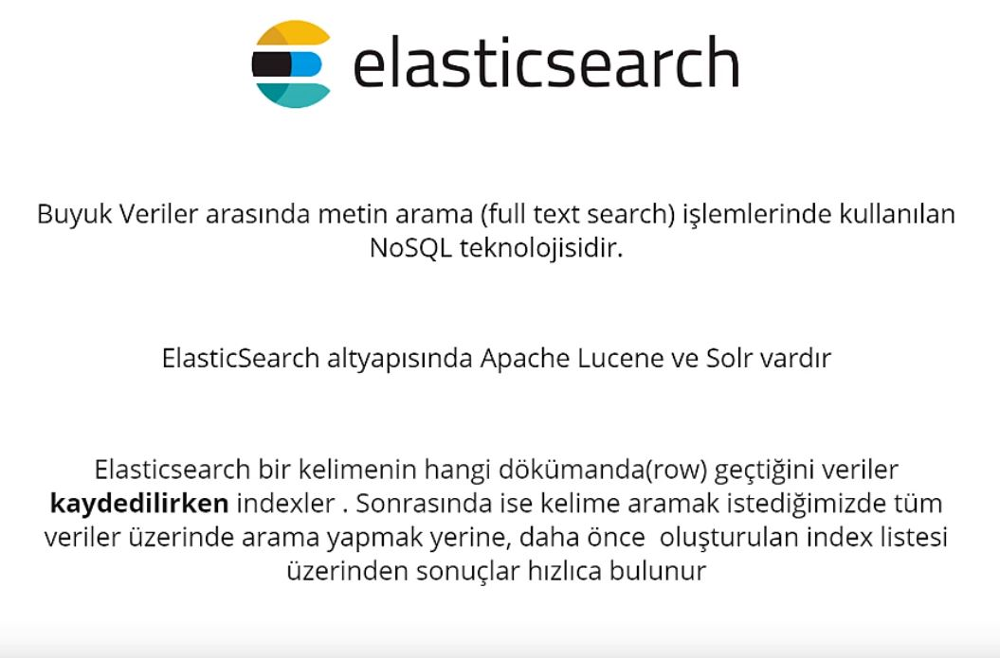 elasticsearch
Buyuk Veriler arasında metin arama (full text search) işlemlerinde kullanılan
NoSQL teknolojisidir.
ElasticSearch altyapısında Apache Lucene ve Solr vardır
Elasticsearch bir kelimenin hangi dökümanda(row) geçtiğini veriler
kaydedilirken indexler . Sonrasında ise kelime aramak istediğimizde tüm
veriler üzerinde arama yapmak yerine, daha önce  oluşturulan index listesi
üzerinden sonuçlar hızlıca bulunur